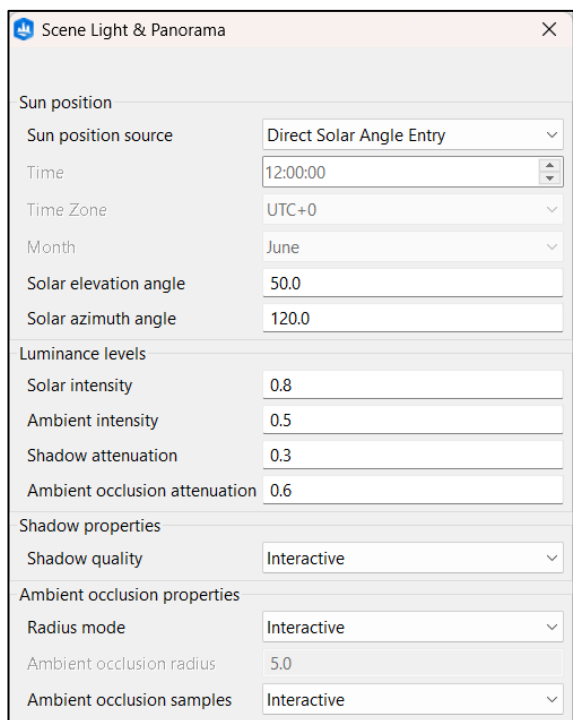 Scene Light & Panorama
Sun position
Sun position source Direct Solar Angle Entry
Time 12:00:00
Time Zone UTC+0
Month June
Solar elevation angle 50.0
Solar azimuth angle 120.0
Luminance levels
Solar intensity 0.8
Ambient intensity 0.5
Shadow attenuation 0.3
Ambient occlusion attenuation 0.6
Shadow properties
Shadow quality Interactive
Ambient occlusion properties
Radius mode Interactive
Ambient occlusion radius 5.0
Ambient occlusion samples Interactive